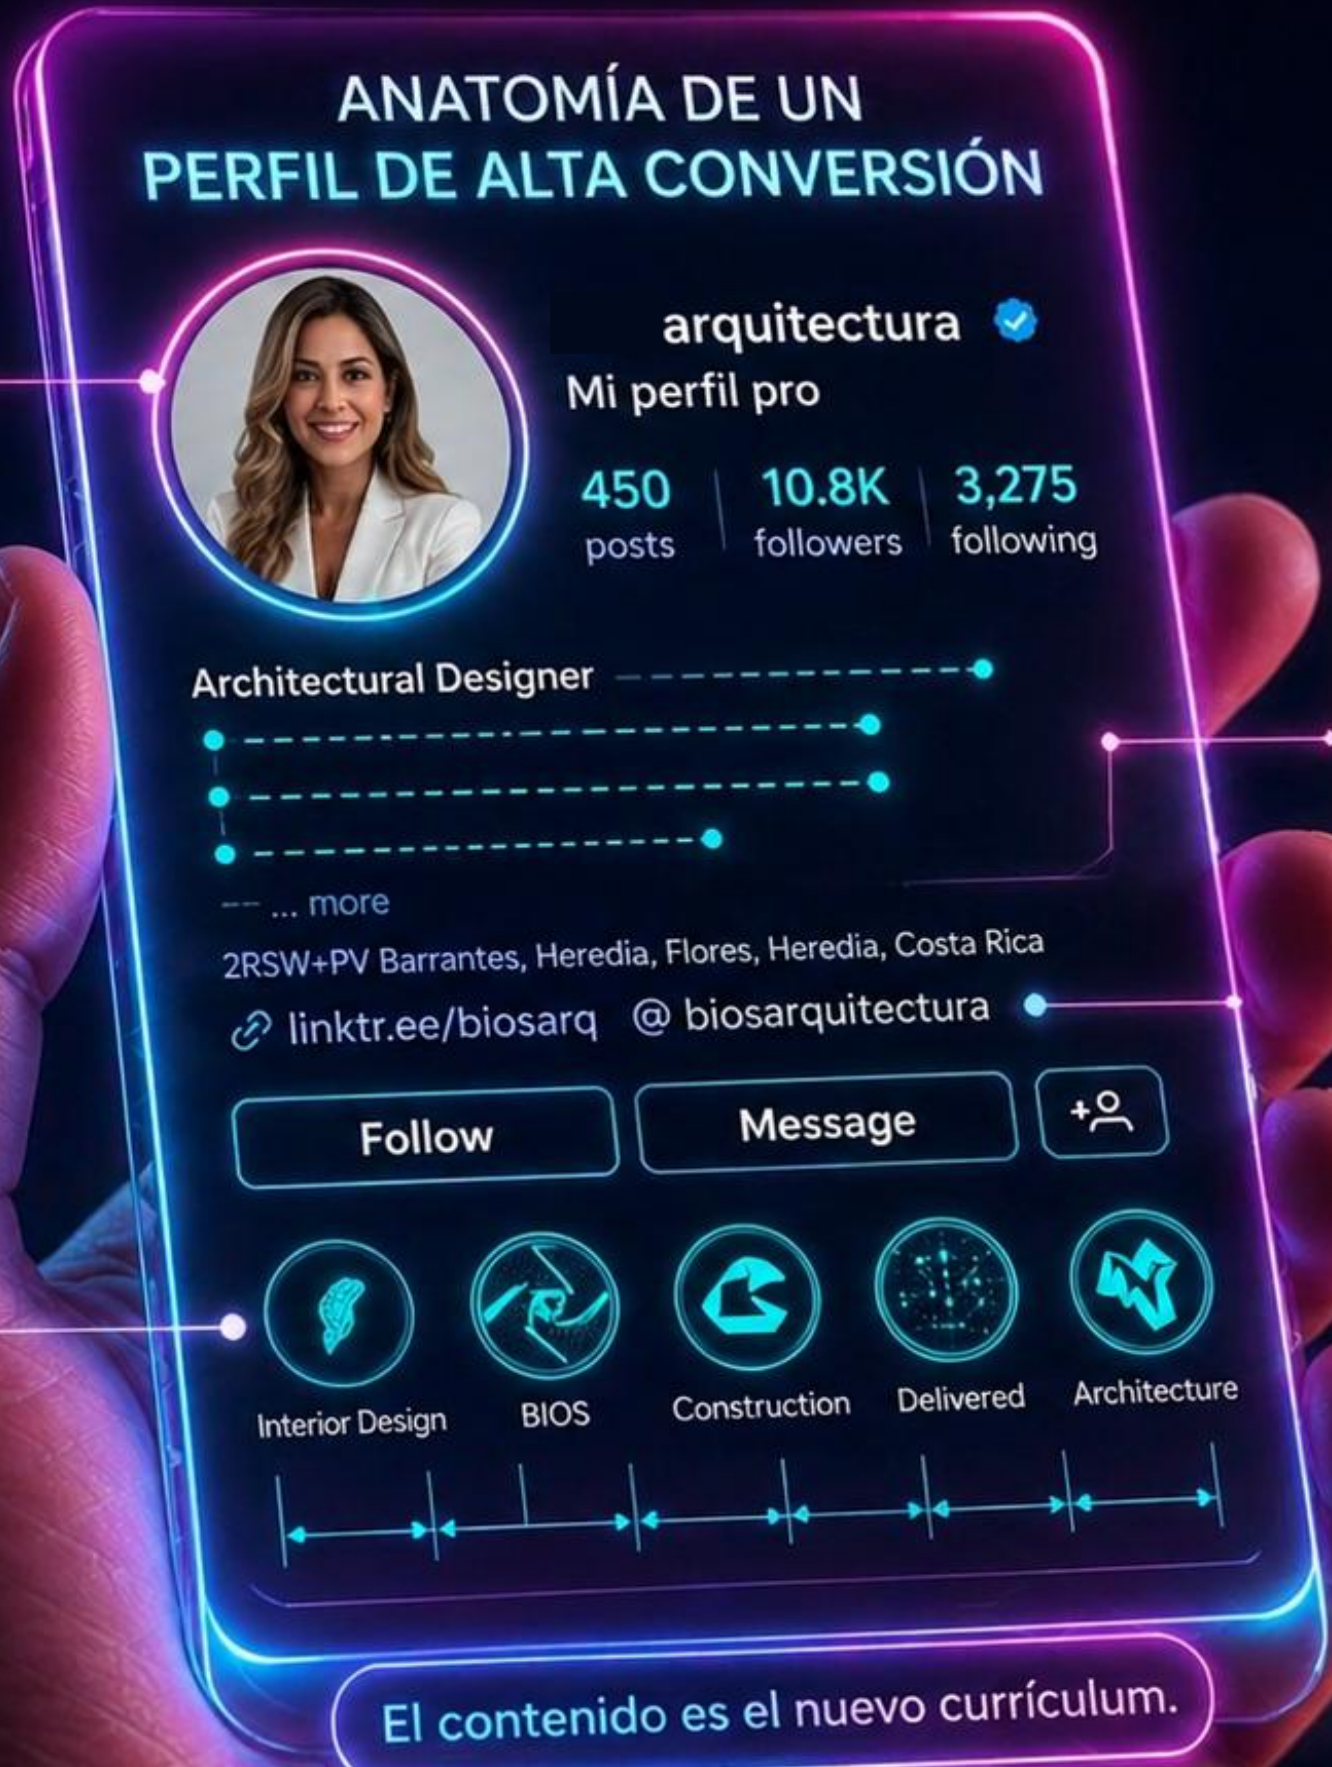 ANATOMÍA DE UN
PERFIL DE ALTA CONVERSIÓN
arquitectura
Mi perfil pro
450 10.8K 3,275
posts followers following
Architectural Designer
... more
2RSW+PV Barrantes, Heredia, Flores, Heredia, Costa Rica
linktr.ee/biosarq @ biosarquitectura
Follow Message
Interior Design BIOS Construction Delivered Architecture
El contenido es el nuevo currículum.